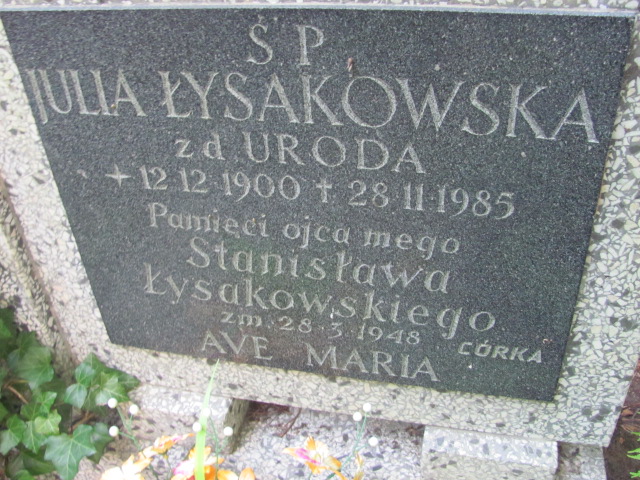 Ś P
JULIA ŁYSAKOWSKA
zd URODA
+ 12·12·1900 † 28·11·1985
Pamięci ojca mego
Stanisława
Łysakowskiego
zm. 28·3·1948
CÓRKA
AVE MARIA